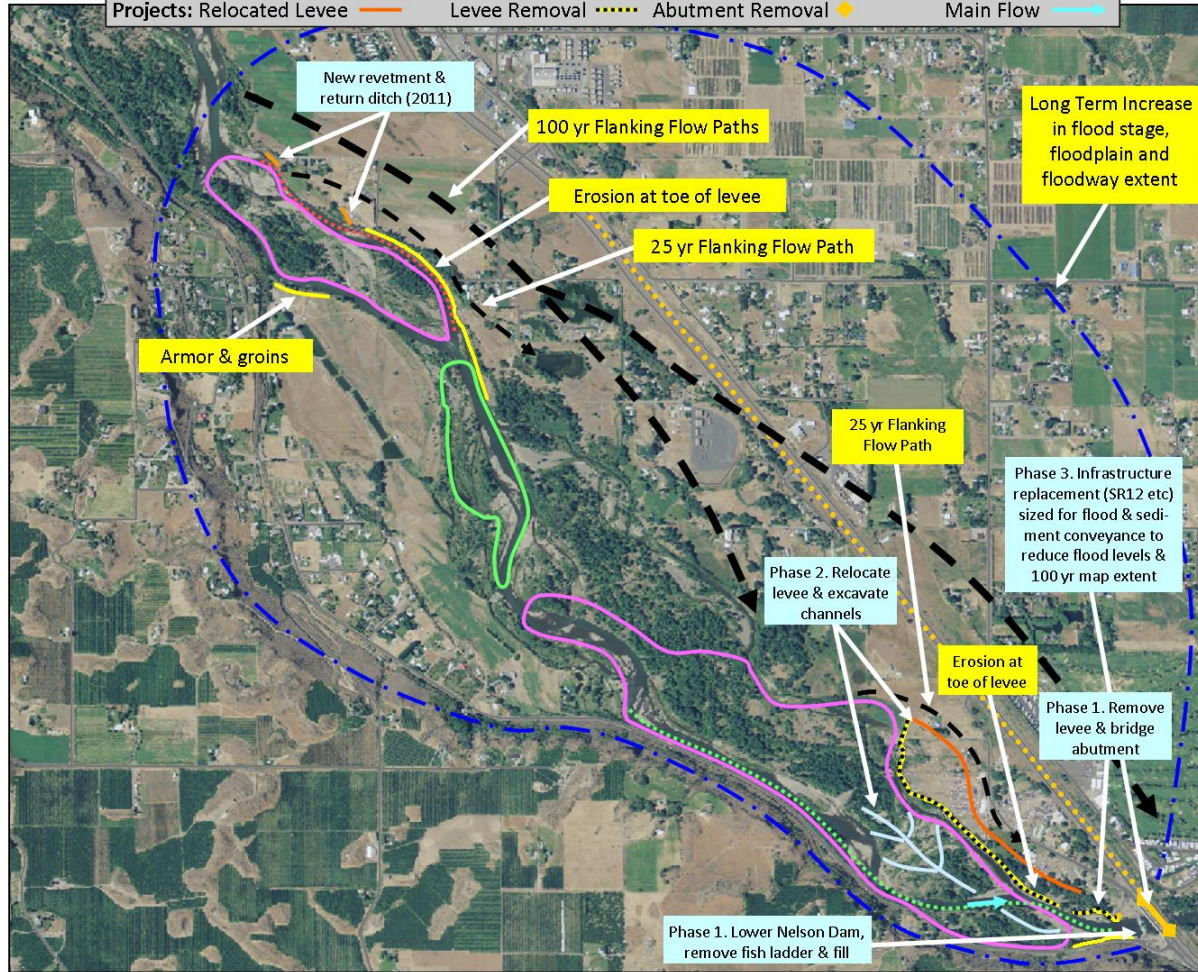 Projects: Relocated Levee Levee Removal Abutment Removal Main Flow
New revetment &
return ditch (2011)
100 yr Flanking Flow Paths
Long Term Increase
in flood stage,
floodplain and
floodway extent
Erosion at toe of levee
25 yr Flanking Flow Path
Armor & groins
25 yr Flanking
Flow Path
Phase 3. Infrastructure
replacement (SR12 etc)
sized for flood & sedi-
ment conveyance to
reduce flood levels &
100 yr map extent
Phase 2. Relocate
levee & excavate
channels
Erosion at
toe of levee
Phase 1. Remove
levee & bridge
abutment
Phase 1. Lower Nelson Dam,
remove fish ladder & fill